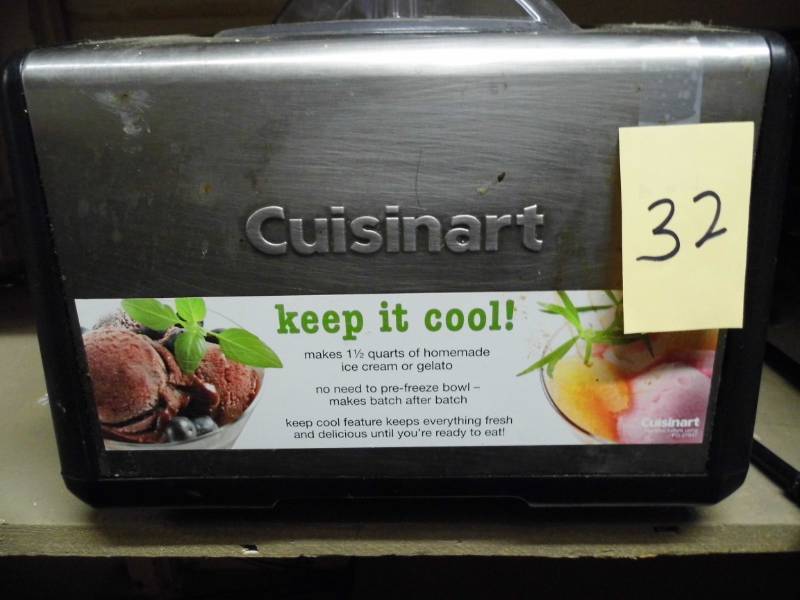 Cuisinart
32
keep it cool!
makes 1½ quarts of homemade
ice cream or gelato
no need to pre-freeze bowl –
makes batch after batch
keep cool feature keeps everything fresh
and delicious until you're ready to eat!
Cuisinart